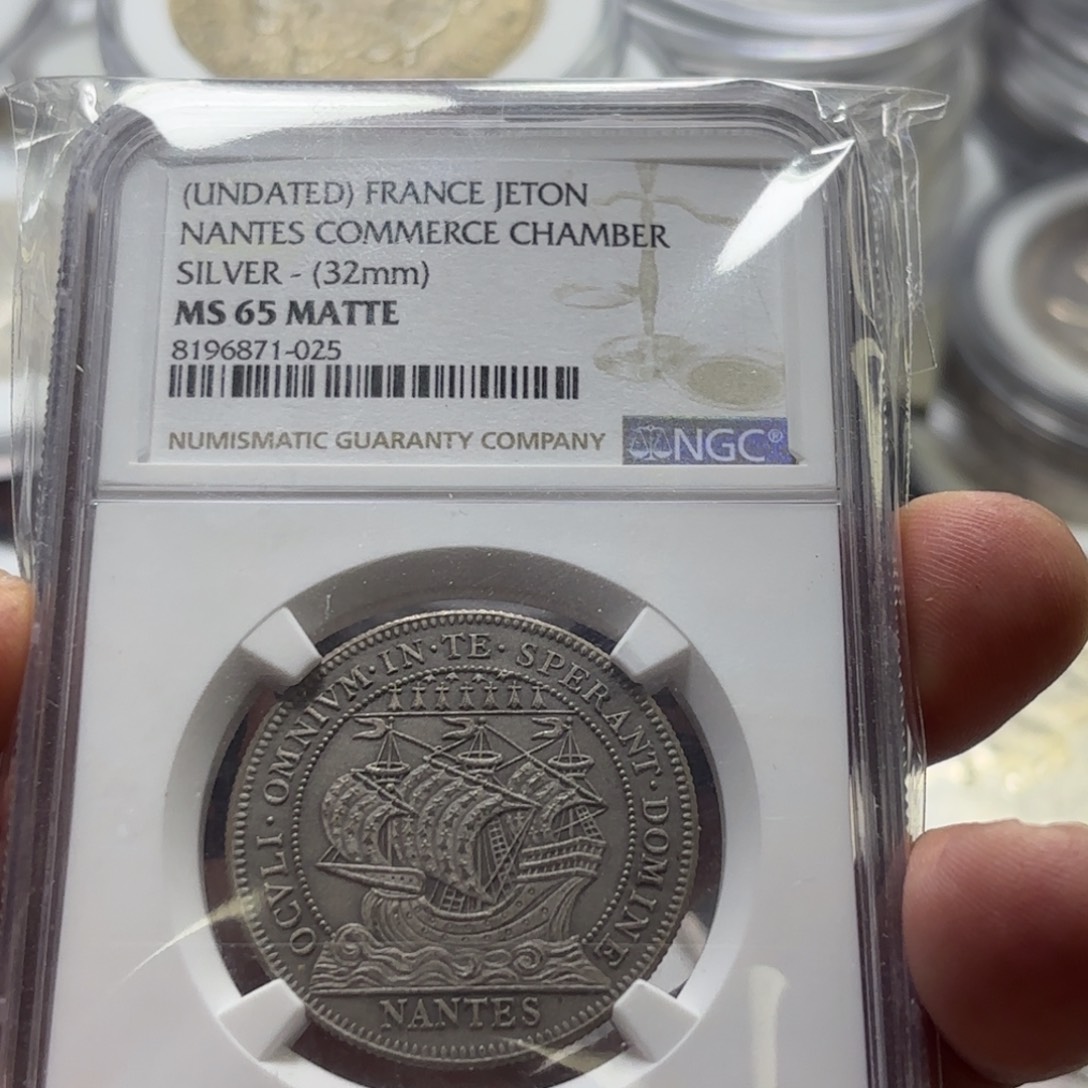 (UNDATED) FRANCE JETON
NANTES COMMERCE CHAMBER
SILVER - (32mm)
MS 65 MATTE
8196871-025
NUMISMATIC GUARANTY COMPANY NGC®
OCVLI·OMNIVM·IN·TE·SPERANT·DOMINE
NANTES